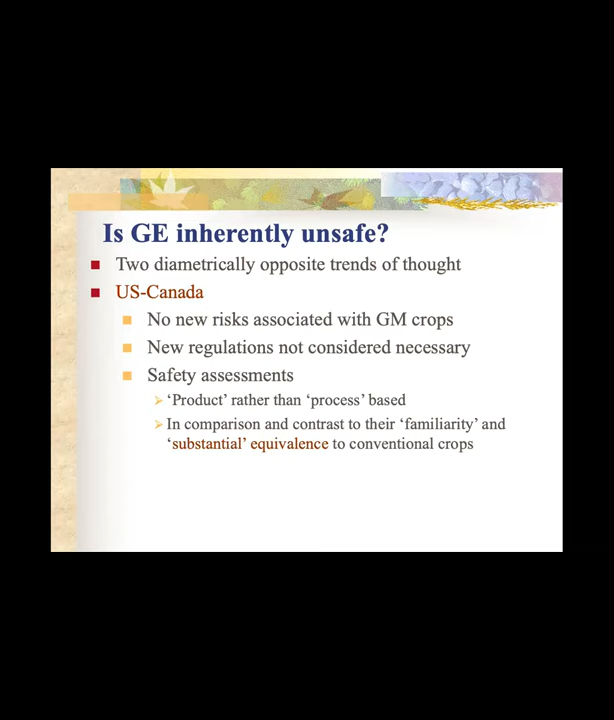 Is GE inherently unsafe?
Two diametrically opposite trends of thought
US-Canada
No new risks associated with GM crops
New regulations not considered necessary
Safety assessments
‘Product’ rather than ‘process’ based
In comparison and contrast to their ‘familiarity’ and
‘substantial’ equivalence to conventional crops